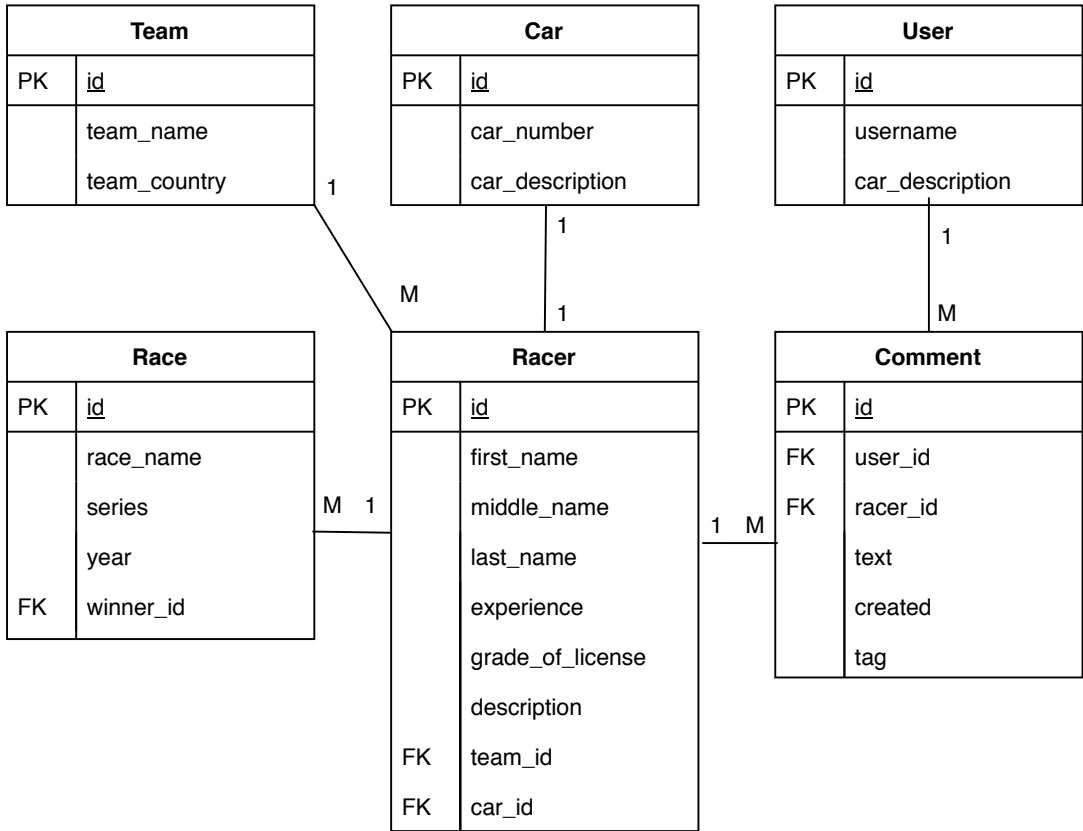 Team
PK id
team_name
team_country
Car
PK id
car_number
car_description
User
PK id
username
car_description
1
M
1
1
1
M
Race
PK id
race_name
series
year
FK winner_id
M 1
Racer
PK id
first_name
middle_name
last_name
experience
grade_of_license
description
FK team_id
FK car_id
1 M
Comment
PK id
FK user_id
FK racer_id
text
created
tag